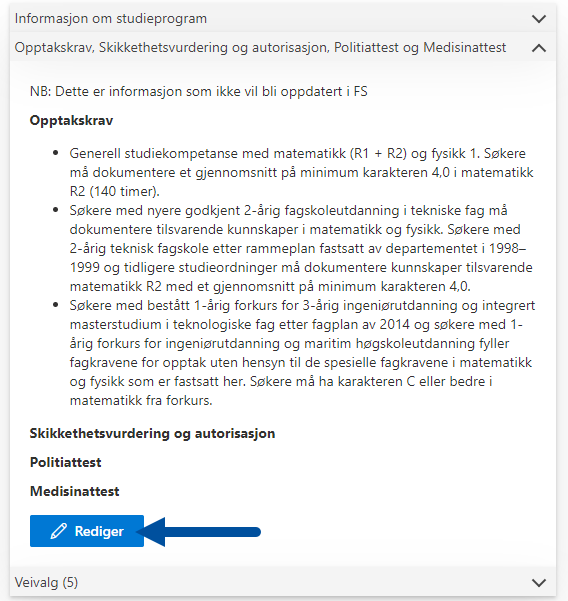 Informasjon om studieprogram
Opptakskrav, Skikkethetsvurdering og autorisasjon, Politiattest og Medisinattest
NB: Dette er informasjon som ikke vil bli oppdatert i FS
Opptakskrav
• Generell studiekompetanse med matematikk (R1 + R2) og fysikk 1. Søkere
må dokumentere et gjennomsnitt på minimum karakteren 4,0 i matematikk
R2 (140 timer).
• Søkere med nyere godkjent 2-årig fagskoleutdanning i tekniske fag må
dokumentere tilsvarende kunnskaper i matematikk og fysikk. Søkere med
2-årig teknisk fagskole etter rammeplan fastsatt av departementet i 1998–
1999 og tidligere studieordninger må dokumentere kunnskaper tilsvarende
matematikk R2 med et gjennomsnitt på minimum karakteren 4,0.
• Søkere med bestått 1-årig forkurs for 3-årig ingeniørutdanning og integrert
masterstudium i teknologiske fag etter fagplan av 2014 og søkere med 1-
årig forkurs for ingeniørutdanning og maritim høgskoleutdanning fyller
fagkravene for opptak uten hensyn til de spesielle fagkravene i matematikk
og fysikk som er fastsatt her. Søkere må ha karakteren C eller bedre i
matematikk fra forkurs.
Skikkethetsvurdering og autorisasjon
Politiattest
Medisinattest
Rediger
Veivalg (5)